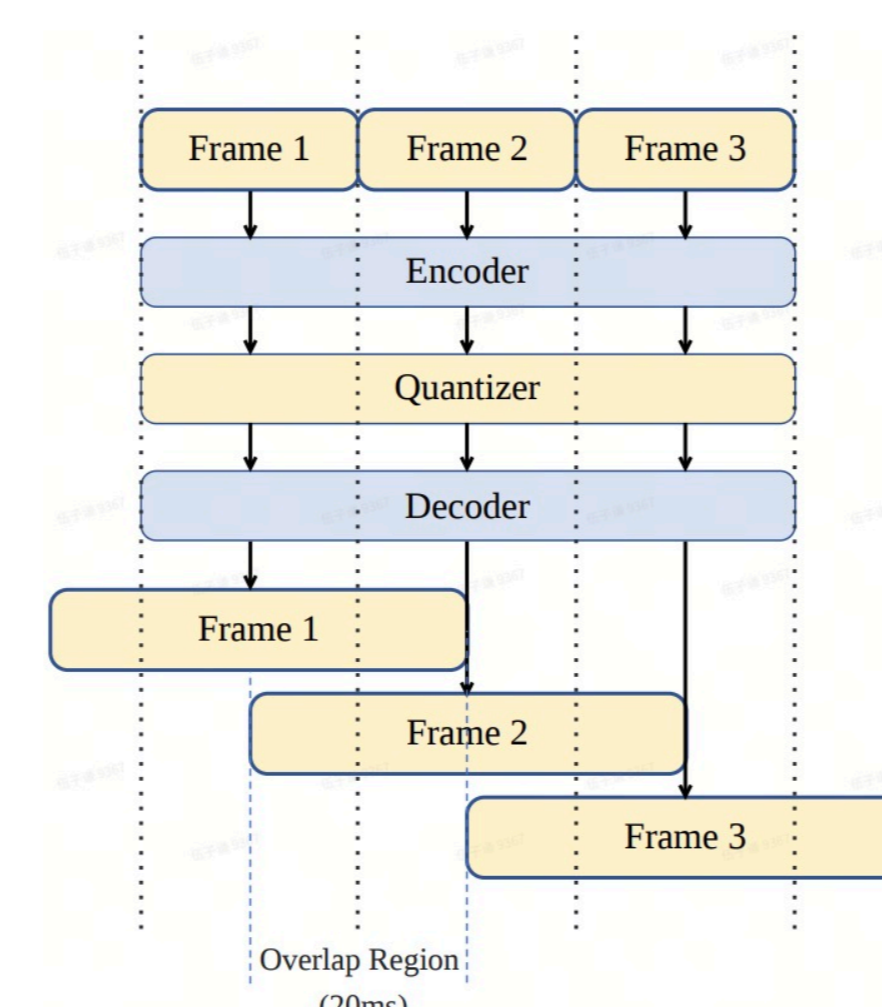 Frame 1 Frame 2 Frame 3
Encoder
Quantizer
Decoder
Frame 1
Frame 2
Frame 3
Overlap Region
(20ms)